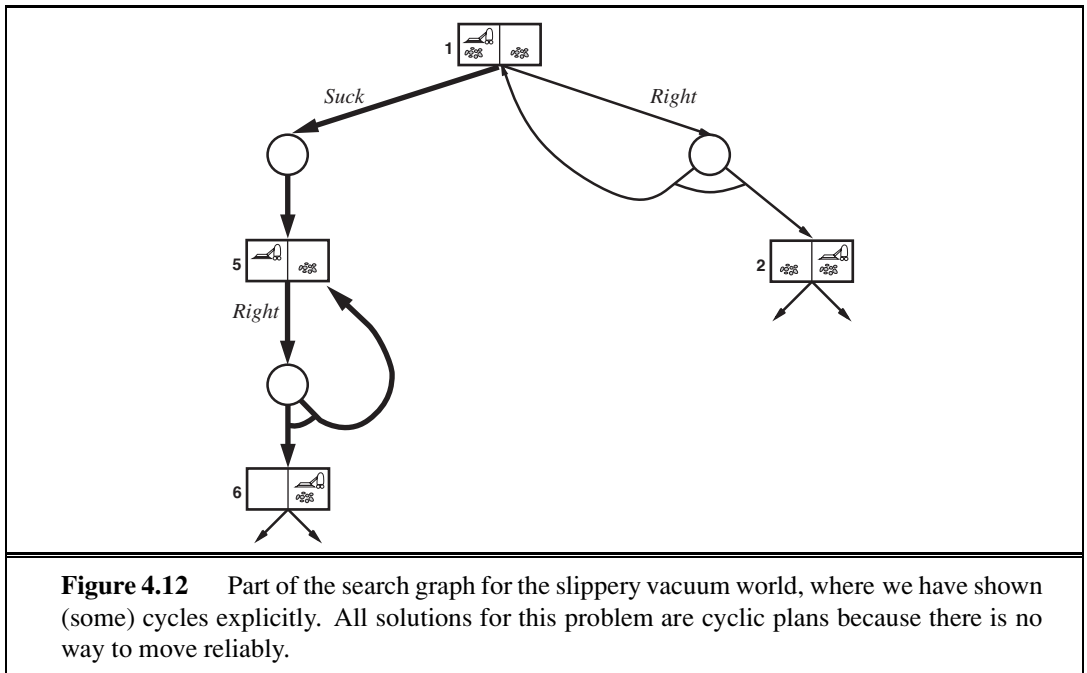 1
Suck
Right
5
2
Right
6
Figure 4.12 Part of the search graph for the slippery vacuum world, where we have shown
(some) cycles explicitly. All solutions for this problem are cyclic plans because there is no
way to move reliably.